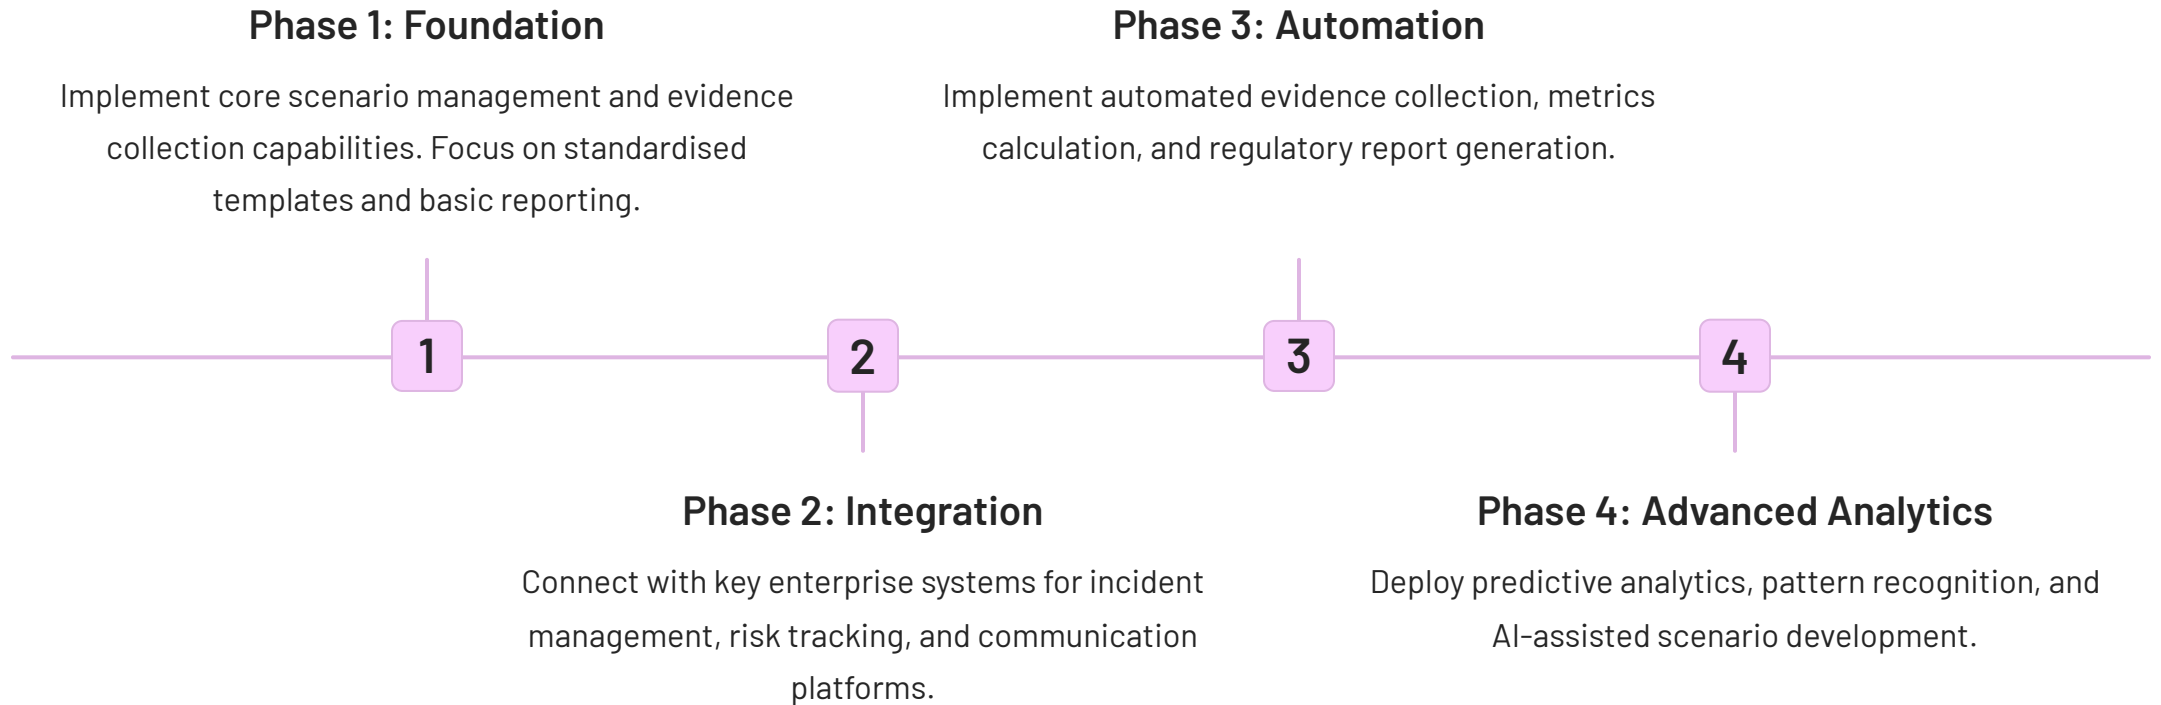 Phase 1: Foundation
Implement core scenario management and evidence
collection capabilities. Focus on standardised
templates and basic reporting.
Phase 3: Automation
Implement automated evidence collection, metrics
calculation, and regulatory report generation.
1
2
3
4
Phase 2: Integration
Connect with key enterprise systems for incident
management, risk tracking, and communication
platforms.
Phase 4: Advanced Analytics
Deploy predictive analytics, pattern recognition, and
AI-assisted scenario development.